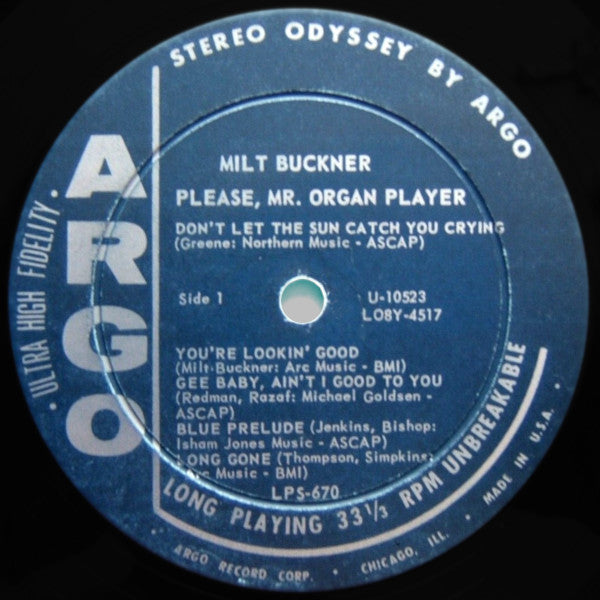 STEREO ODYSSEY BY ARGO
ARGO
· ULTRA HIGH FIDELITY ·
MILT BUCKNER
PLEASE, MR. ORGAN PLAYER
DON'T LET THE SUN CATCH YOU CRYING
(Greene: Northern Music - ASCAP)
Side 1
U-10523
LO8Y-4517
YOU'RE LOOKIN' GOOD
(Milt Buckner: Arc Music - BMI)
GEE BABY, AIN'T I GOOD TO YOU
(Redman, Razaf: Michael Goldsen -
ASCAP)
BLUE PRELUDE (Jenkins, Bishop:
Isham Jones Music - ASCAP)
LONG GONE (Thompson, Simpkins:
Arc Music - BMI)
LPS-670
LONG PLAYING 33 1/3 RPM UNBREAKABLE
ARGO RECORD CORP. · CHICAGO, ILL. · MADE IN U.S.A. ·